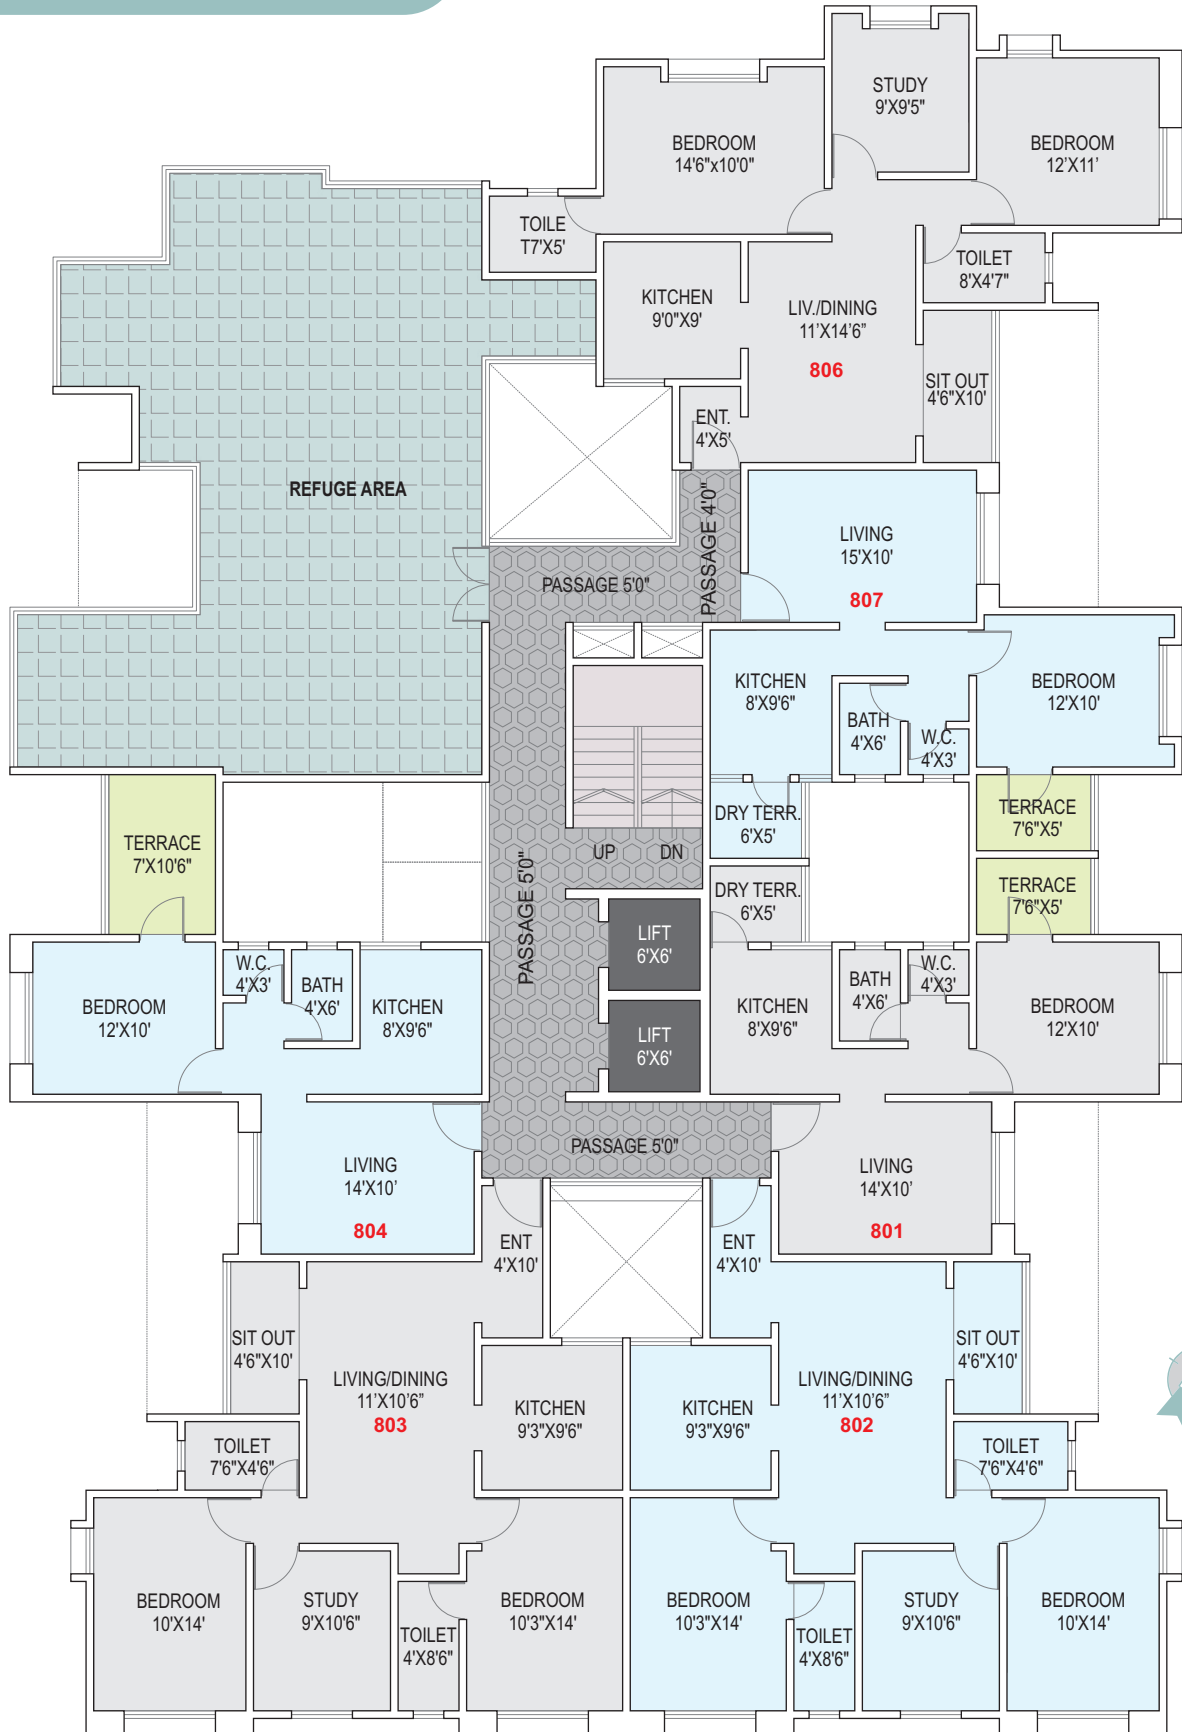 STUDY
9'X9'5"
BEDROOM
14'6"x10'0"
BEDROOM
12'X11'
TOILE
T7'X5'
TOILET
8'X4'7"
KITCHEN
9'0"X9'
LIV./DINING
11'X14'6"
806
SIT OUT
4'6"X10'
ENT.
4'X5'
REFUGE AREA
PASSAGE 4'0"
LIVING
15'X10'
807
PASSAGE 5'0"
KITCHEN
8'X9'6"
BEDROOM
12'X10'
BATH
4'X6'
W.C.
4'X3'
TERRACE
7'X10'6"
DRY TERR.
6'X5'
TERRACE
7'6"X5'
UP
DN
PASSAGE 5'0"
DRY TERR.
6'X5'
TERRACE
7'6"X5'
LIFT
6'X6'
W.C.
4'X3'
BATH
4'X6'
BEDROOM
12'X10'
KITCHEN
8'X9'6"
KITCHEN
8'X9'6"
BATH
4'X6'
W.C.
4'X3'
BEDROOM
12'X10'
LIFT
6'X6'
PASSAGE 5'0"
LIVING
14'X10'
804
LIVING
14'X10'
801
ENT
4'X10'
ENT
4'X10'
SIT OUT
4'6"X10'
SIT OUT
4'6"X10'
LIVING/DINING
11'X10'6"
803
LIVING/DINING
11'X10'6"
802
KITCHEN
9'3"X9'6"
KITCHEN
9'3"X9'6"
TOILET
7'6"X4'6"
TOILET
7'6"X4'6"
BEDROOM
10'X14'
STUDY
9'X10'6"
TOILET
4'X8'6"
BEDROOM
10'3"X14'
BEDROOM
10'3"X14'
TOILET
4'X8'6"
STUDY
9'X10'6"
BEDROOM
10'X14'